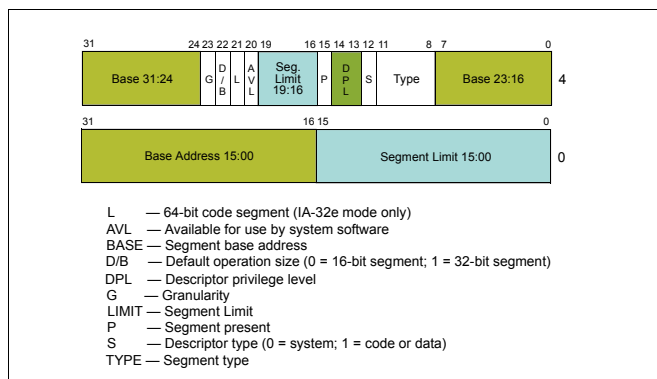 31 24 23 22 21 20 19 16 15 14 13 12 11 8 7 0
Base 31:24 G D/B L AVL Seg. Limit 19:16 P DPL S Type Base 23:16 4
31 16 15 0
Base Address 15:00 Segment Limit 15:00 0
L — 64-bit code segment (IA-32e mode only)
AVL — Available for use by system software
BASE — Segment base address
D/B — Default operation size (0 = 16-bit segment; 1 = 32-bit segment)
DPL — Descriptor privilege level
G — Granularity
LIMIT — Segment Limit
P — Segment present
S — Descriptor type (0 = system; 1 = code or data)
TYPE — Segment type